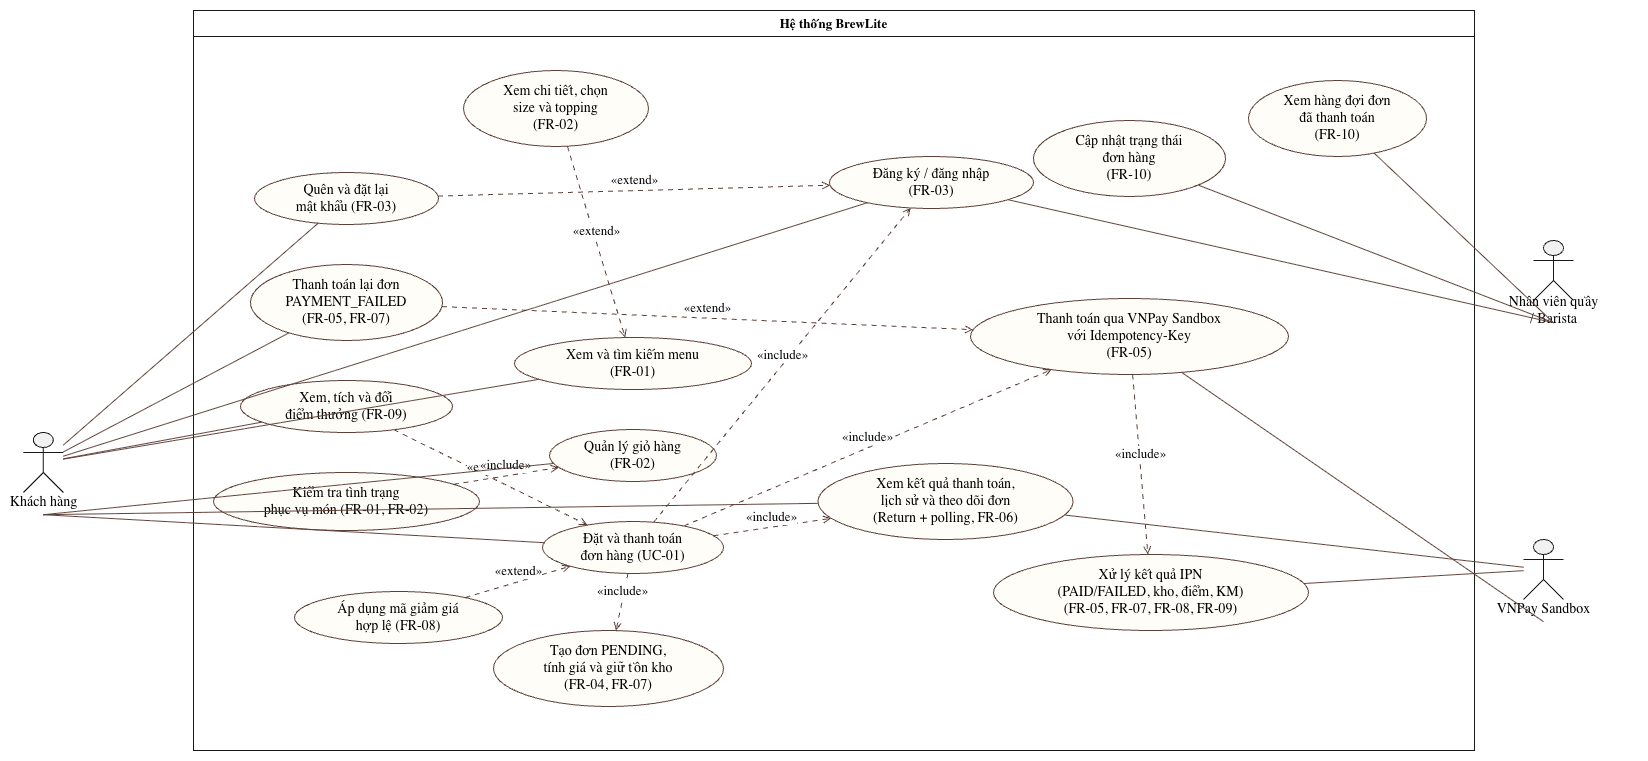 Hệ thống BrewLite
Xem chi tiết, chọn
size và topping
(FR-02)
Xem hàng đợi đơn
đã thanh toán
(FR-10)
Cập nhật trạng thái
đơn hàng
(FR-10)
Quên và đặt lại
mật khẩu (FR-03)
«extend»
Đăng ký / đăng nhập
(FR-03)
«extend»
Thanh toán lại đơn
PAYMENT_FAILED
(FR-05, FR-07)
«extend»
Thanh toán qua VNPay Sandbox
với Idempotency-Key
(FR-05)
Nhân viên quầy
/ Barista
Xem và tìm kiếm menu
(FR-01)
«include»
Xem, tích và đổi
điểm thưởng (FR-09)
Quản lý giỏ hàng
(FR-02)
«include»
«include»
«e
«include»
Khách hàng
Kiểm tra tình trạng
phục vụ món (FR-01, FR-02)
Xem kết quả thanh toán,
lịch sử và theo dõi đơn
(Return + polling, FR-06)
«include»
Đặt và thanh toán
đơn hàng (UC-01)
«extend»
«include»
Xử lý kết quả IPN
(PAID/FAILED, kho, điểm, KM)
(FR-05, FR-07, FR-08, FR-09)
VNPay Sandbox
Áp dụng mã giảm giá
hợp lệ (FR-08)
Tạo đơn PENDING,
tính giá và giữ tồn kho
(FR-04, FR-07)